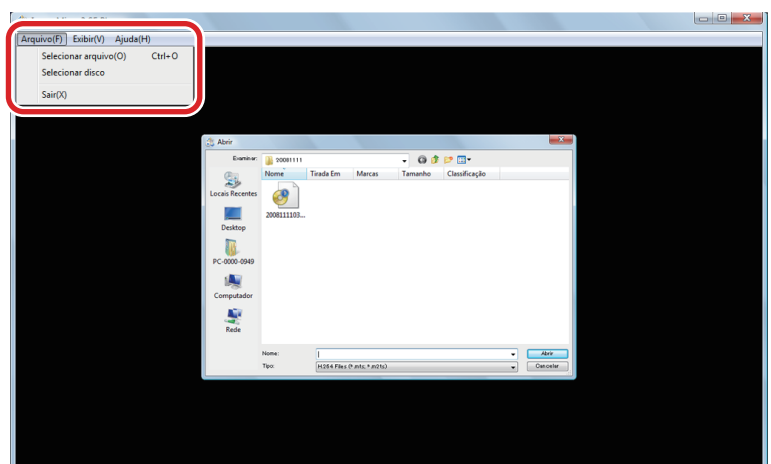 Arquivo(F) Exibir(V) Ajuda(H)
Selecionar arquivo(O) Ctrl+O
Selecionar disco
Sair(X)
Abrir
Examinar: 20081111
Nome Tirada Em Marcas Tamanho Classificação
Locais Recentes
2008111103...
Desktop
PC-0000-0949
Computador
Rede
Nome: Abrir
Tipo: H.264 Files (*.mts;*.m2ts) Cancelar